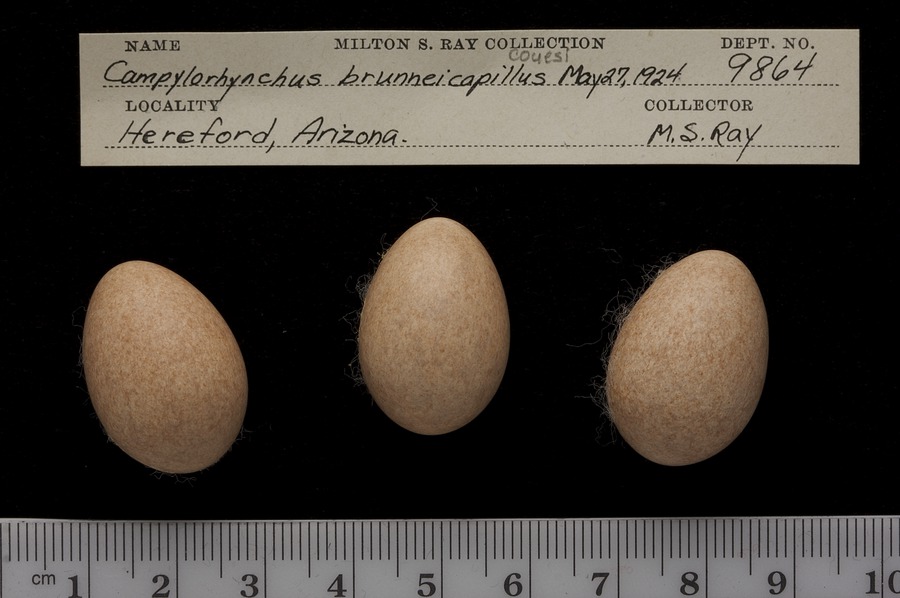 NAME MILTON S. RAY COLLECTION DEPT. NO.
couesi
Campylorhynchus brunneicapillus May 27, 1924 9864
LOCALITY COLLECTOR
Hereford, Arizona. M.S. Ray
cm 1 2 3 4 5 6 7 8 9 10